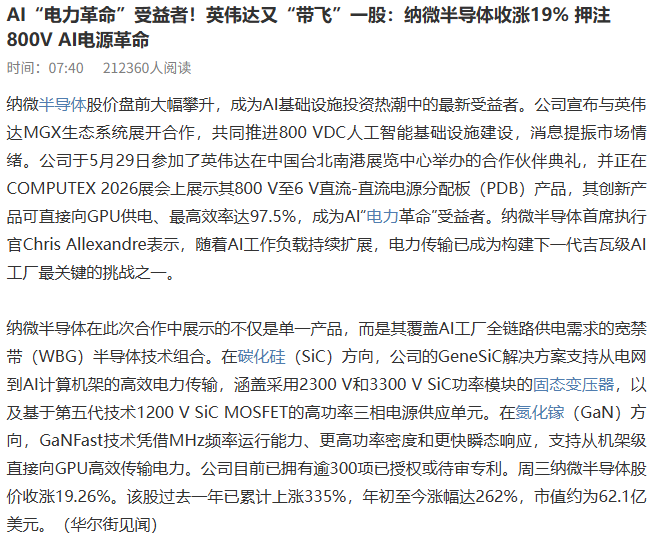 AI“电力革命”受益者！英伟达又“带飞”一股：纳微半导体收涨19% 押注
800V AI电源革命
时间：07:40 212360人阅读
纳微半导体股价盘前大幅攀升，成为AI基础设施投资热潮中的最新受益者。公司宣布与英伟
达MGX生态系统展开合作，共同推进800 VDC人工智能基础设施建设，消息提振市场情
绪。公司于5月29日参加了英伟达在中国台北南港展览中心举办的合作伙伴典礼，并正在
COMPUTEX 2026展会上展示其800 V至6 V直流-直流电源分配板（PDB）产品，其创新产
品可直接向GPU供电、最高效率达97.5%，成为AI“电力革命”受益者。纳微半导体首席执行
官Chris Allexandre表示，随着AI工作负载持续扩展，电力传输已成为构建下一代吉瓦级AI
工厂最关键的挑战之一。
纳微半导体在此次合作中展示的不仅是单一产品，而是其覆盖AI工厂全链路供电需求的宽禁
带（WBG）半导体技术组合。在碳化硅（SiC）方向，公司的GeneSiC解决方案支持从电网
到AI计算机架的高效电力传输，涵盖采用2300 V和3300 V SiC功率模块的固态变压器，以
及基于第五代技术1200 V SiC MOSFET的高功率三相电源供应单元。在氮化镓（GaN）方
向，GaNFast技术凭借MHz频率运行能力、更高功率密度和更快瞬态响应，支持从机架级
直接向GPU高效传输电力。公司目前已拥有逾300项已授权或待审专利。周三纳微半导体股
价收涨19.26%。该股过去一年已累计上涨335%，年初至今涨幅达262%，市值约为62.1亿
美元。（华尔街见闻）